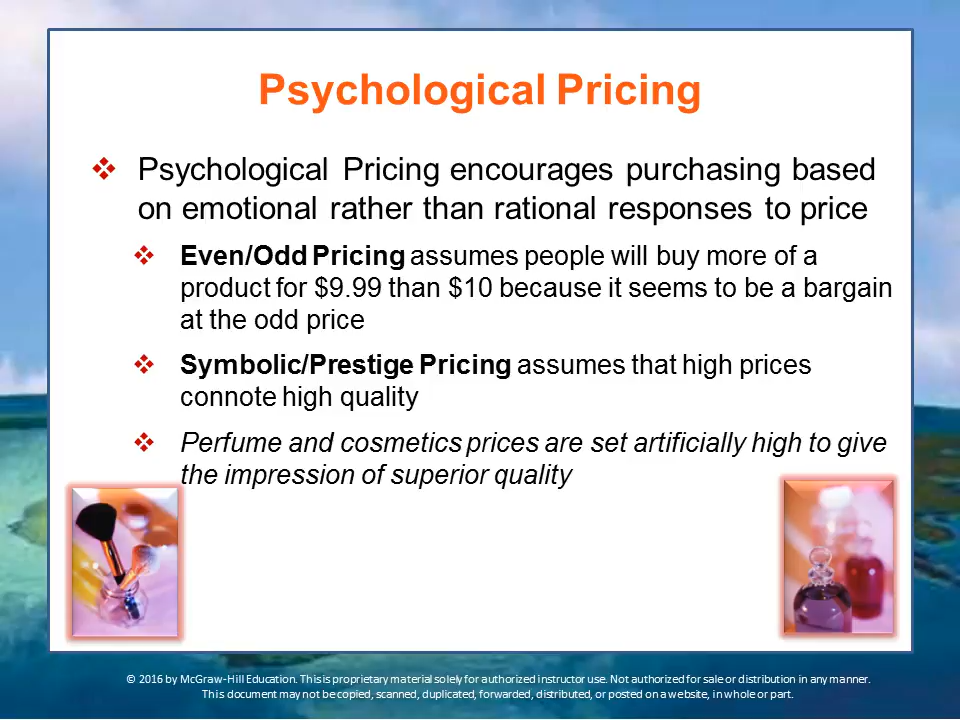 Psychological Pricing
Psychological Pricing encourages purchasing based
on emotional rather than rational responses to price
Even/Odd Pricing assumes people will buy more of a
product for $9.99 than $10 because it seems to be a bargain
at the odd price
Symbolic/Prestige Pricing assumes that high prices
connote high quality
Perfume and cosmetics prices are set artificially high to give
the impression of superior quality
© 2016 by McGraw-Hill Education. This is proprietary material solely for authorized instructor use. Not authorized for sale or distribution in any manner.
This document may not be copied, scanned, duplicated, forwarded, distributed, or posted on a website, in whole or part.